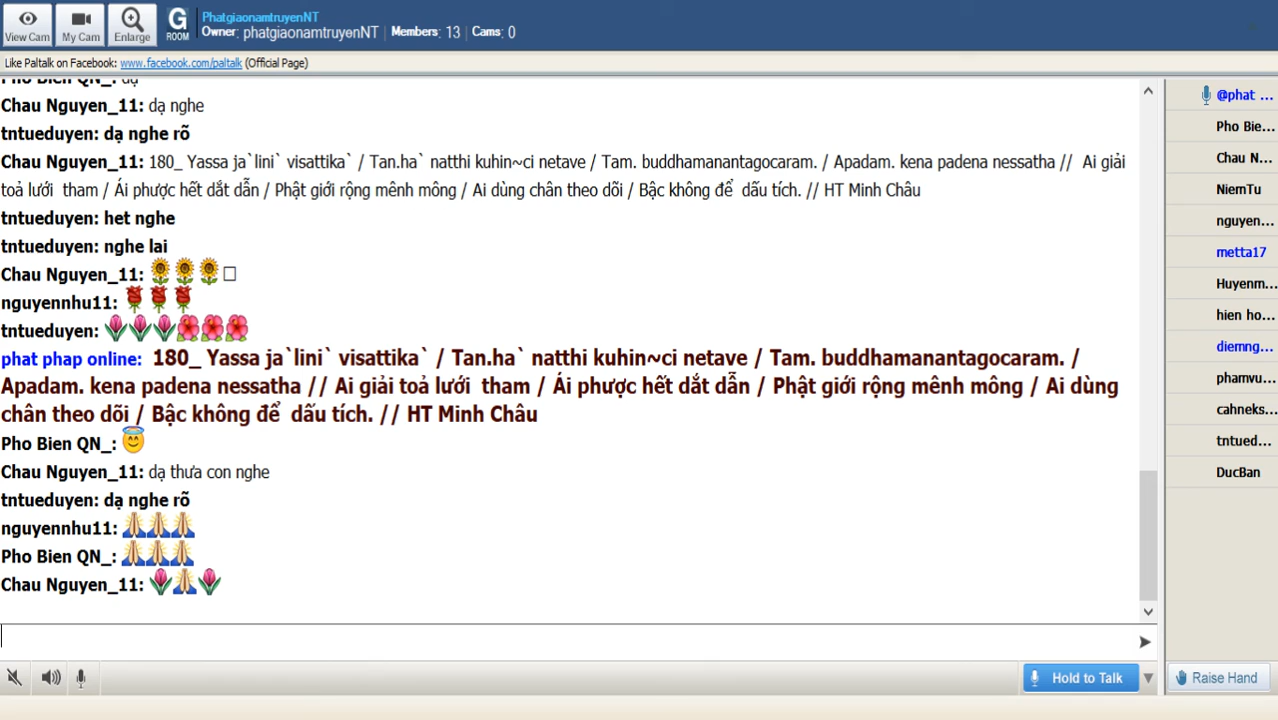 View Cam
My Cam
Enlarge
G
ROOM
PhatgiaonamtruyenNT
Owner: phatgiaonamtruyenNT Members: 13 Cams: 0
Like Paltalk on Facebook: www.facebook.com/paltalk (Official Page)
Pho Bien QN_: dạ
Chau Nguyen_11: dạ nghe
tntueduyen: dạ nghe rõ
Chau Nguyen_11: 180_ Yassa ja`lini` visattika` / Tan.ha` natthi kuhin~ci netave / Tam. buddhamanantagocaram. / Apadam. kena padena nessatha // Ai giải
toả lưới tham / Ái phược hết dắt dẫn / Phật giới rộng mênh mông / Ai dùng chân theo dõi / Bậc không để dấu tích. // HT Minh Châu
tntueduyen: het nghe
tntueduyen: nghe lai
Chau Nguyen_11: 🌻🌻🌻□
nguyennhu11: 🌹🌹🌹
tntueduyen: 🌷🌷🌷🌺🌺🌺
phat phap online: 180_ Yassa ja`lini` visattika` / Tan.ha` natthi kuhin~ci netave / Tam. buddhamanantagocaram. /
Apadam. kena padena nessatha // Ai giải toả lưới tham / Ái phược hết dắt dẫn / Phật giới rộng mênh mông / Ai dùng
chân theo dõi / Bậc không để dấu tích. // HT Minh Châu
Pho Bien QN_: 😇
Chau Nguyen_11: dạ thưa con nghe
tntueduyen: dạ nghe rõ
nguyennhu11: 🙏🙏🙏
Pho Bien QN_: 🙏🙏🙏
Chau Nguyen_11: 🌷🙏🌷
@phat ...
Pho Bie...
Chau N...
NiemTu
nguyen...
metta17
Huyenm...
hien ho...
diemng...
phamvu...
cahneks...
tntued...
DucBan
Hold to Talk
Raise Hand